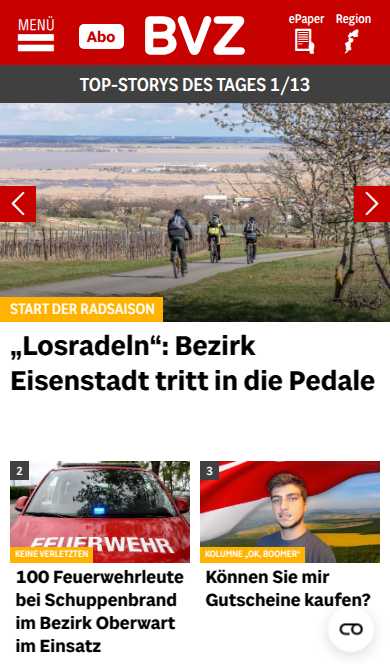 MENÜ
Abo
BVZ
ePaper
Region
TOP-STORYS DES TAGES 1/13
START DER RADSAISON
„Losradeln“: Bezirk
Eisenstadt tritt in die Pedale
2
FEUERWEHR
KEINE VERLETZTEN
100 Feuerwehrleute
bei Schuppenbrand
im Bezirk Oberwart
im Einsatz
3
KOLUMNE „OK, BOOMER“
Können Sie mir
Gutscheine kaufen?